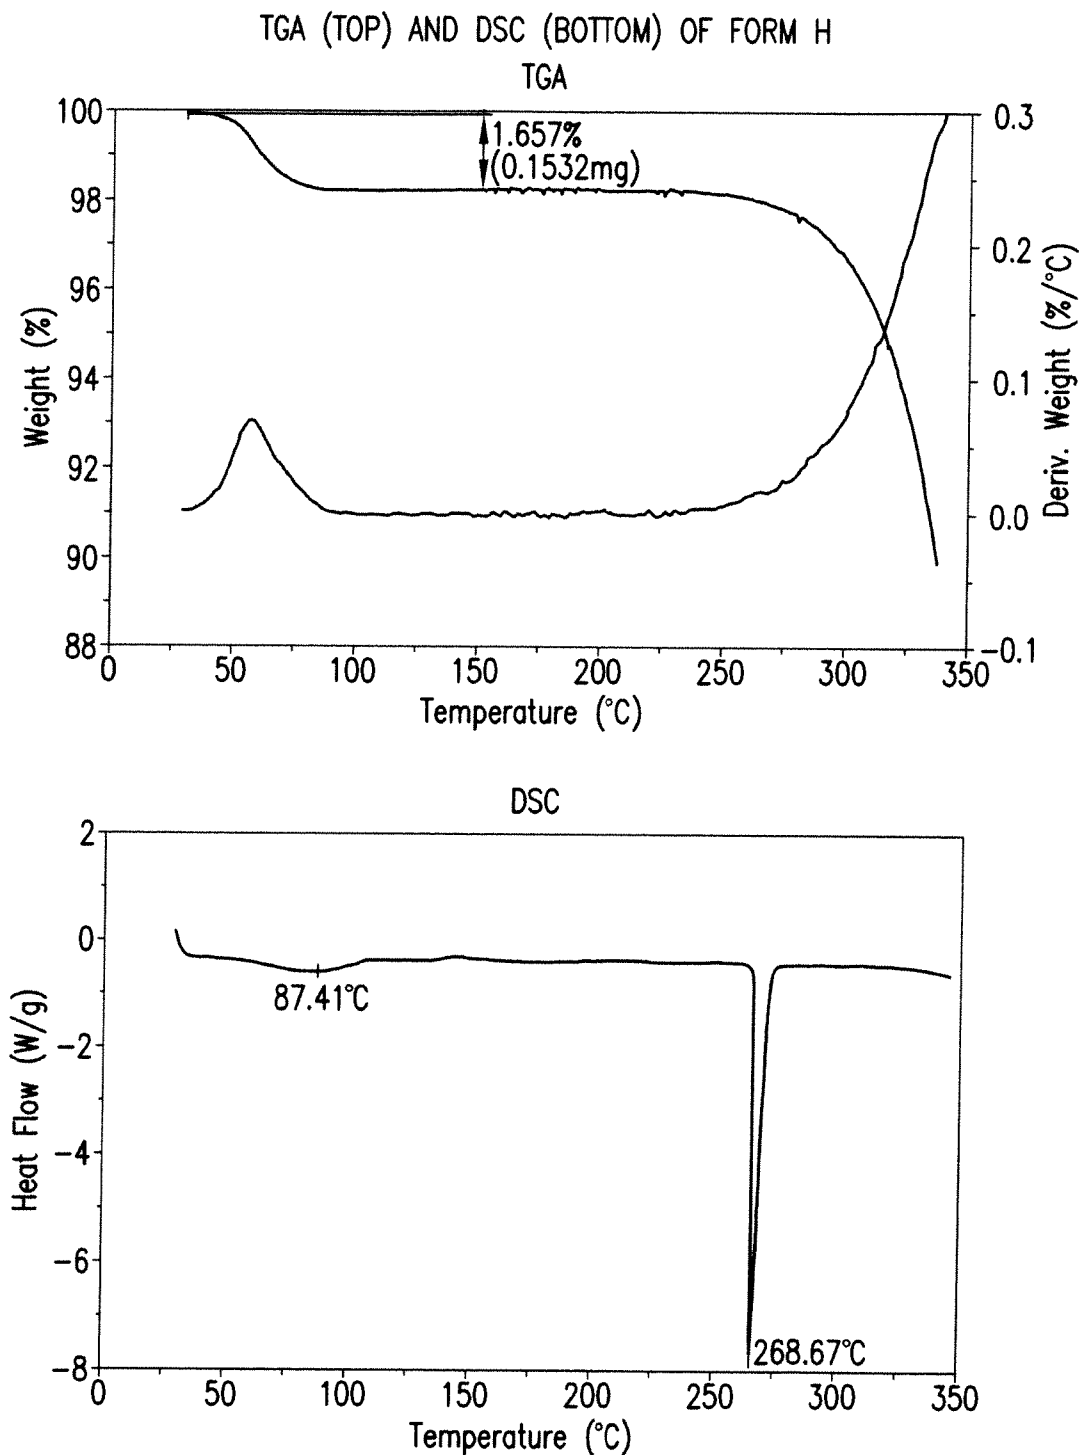 TGA (TOP) AND DSC (BOTTOM) OF FORM H
TGA
100
98
96
94
92
90
88
Weight (%)
1.657%
(0.1532mg)
0.3
0.2
0.1
0.0
-0.1
Deriv. Weight (%/°C)
0 50 100 150 200 250 300 350
Temperature (°C)
DSC
2
0
-2
-4
-6
-8
Heat Flow (W/g)
87.41°C
268.67°C
0 50 100 150 200 250 300 350
Temperature (°C)